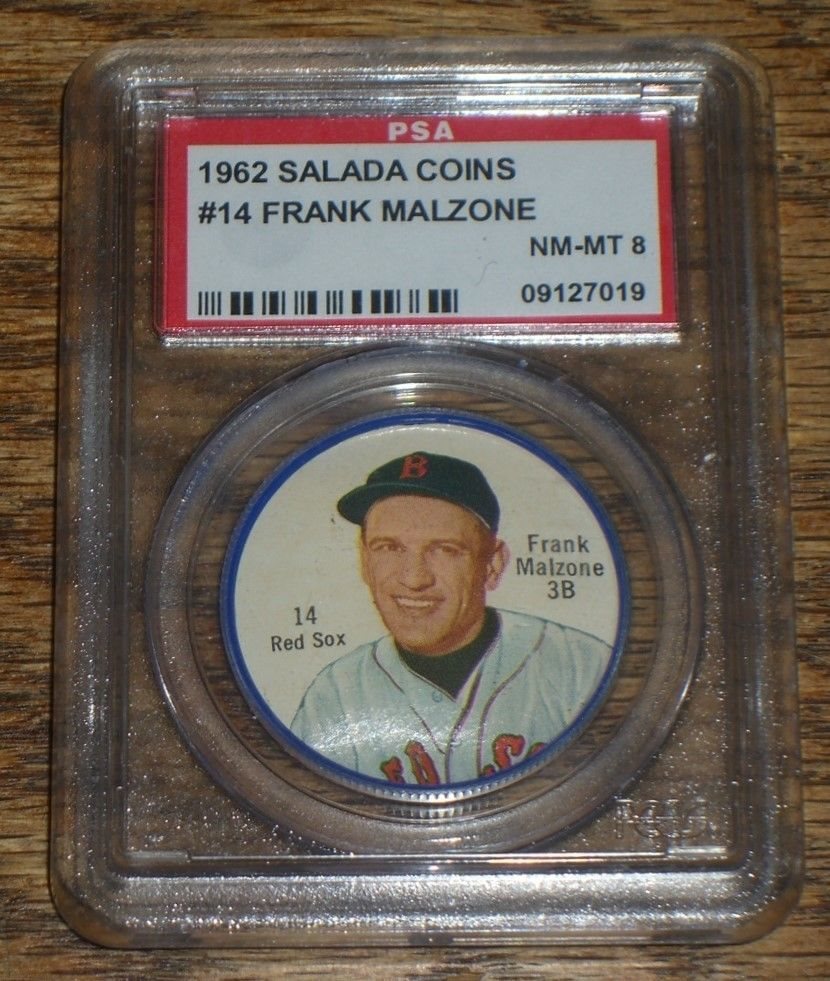 PSA
1962 SALADA COINS
#14 FRANK MALZONE
NM-MT 8
09127019
B
Frank
Malzone
3B
14
Red Sox